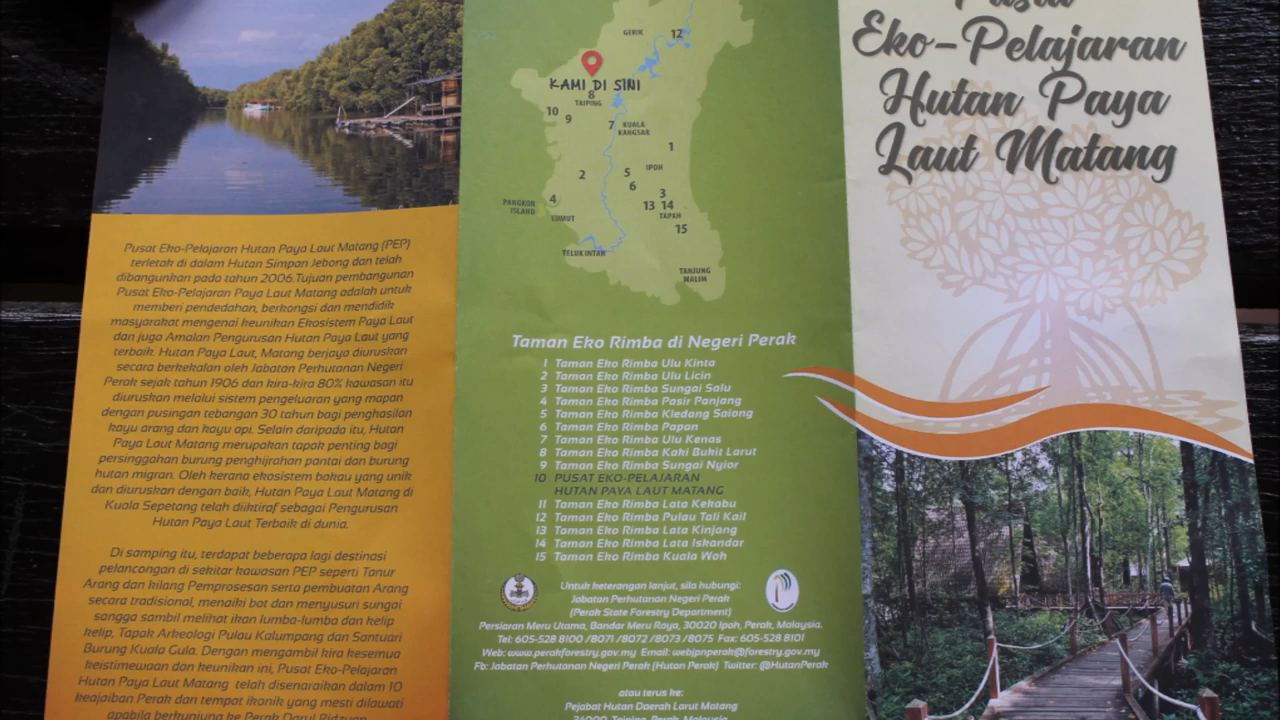 Pusat Eko-Pelajaran Hutan Paya Laut Matang (PEP)
terletak di dalam Hutan Simpan Jebong dan telah
dibangunkan pada tahun 2006.Tujuan pembangunan
Pusat Eko-Pelajaran Paya Laut Matang adalah untuk
memberi pendedahan, berkongsi dan mendidik
masyarakat mengenai keunikan Ekosistem Paya Laut
dan juga Amalan Pengurusan Hutan Paya Laut yang
terbaik. Hutan Paya Laut, Matang berjaya diuruskan
secara berkekalan oleh Jabatan Perhutanan Negeri
Perak sejak tahun 1906 dan kira-kira 80% kawasan itu
diuruskan melalui sistem pengeluaran yang mapan
dengan pusingan tebangan 30 tahun bagi penghasilan
kayu arang dan kayu api. Selain daripada itu, Hutan
Paya Laut Matang merupakan tapak penting bagi
persinggahan burung penghijrahan pantai dan burung
hutan migran. Oleh kerana ekosistem bakau yang unik
dan diuruskan dengan baik, Hutan Paya Laut Matang di
Kuala Sepetang telah diiktiraf sebagai Pengurusan
Hutan Paya Laut Terbaik di dunia.
Di samping itu, terdapat beberapa lagi destinasi
pelancongan di sekitar kawasan PEP seperti Tanur
Arang dan kilang Pemprosesan serta pembuatan Arang
secara tradisional, menaiki bot dan menyusuri sungai
sangga sambil melihat ikan lumba-lumba dan kelip
kelip, Tapak Arkeologi Pulau Kalumpang dan Santuari
Burung Kuala Gula. Dengan mengambil kira kesemua
keistimewaan dan keunikan ini, Pusat Eko-Pelajaran
Hutan Paya Laut Matang telah disenaraikan dalam 10
keajaiban Perak dan tempat ikonik yang mesti dilawati
apabila berkunjung ke Perak Darul Ridzuan
GERIK 12
KAMI DI SINI
8
TAIPING
10
9
7 KUALA
KANGSAR
1
IPOH
2
5
6
4
3
PANGKOR
ISLAND
13 14
LUMUT
TAPAH
15
TELUK INTAN
TANJUNG
MALIM
Taman Eko Rimba di Negeri Perak
1 Taman Eko Rimba Ulu Kinta
2 Taman Eko Rimba Ulu Licin
3 Taman Eko Rimba Sungai Salu
4 Taman Eko Rimba Pasir Panjang
5 Taman Eko Rimba Kledang Saiong
6 Taman Eko Rimba Papan
7 Taman Eko Rimba Ulu Kenas
8 Taman Eko Rimba Kaki Bukit Larut
9 Taman Eko Rimba Sungai Nyior
10 PUSAT EKO-PELAJARAN
HUTAN PAYA LAUT MATANG
11 Taman Eko Rimba Lata Kekabu
12 Taman Eko Rimba Pulau Tali Kail
13 Taman Eko Rimba Lata Kinjang
14 Taman Eko Rimba Lata Iskandar
15 Taman Eko Rimba Kuala Woh
Untuk keterangan lanjut, sila hubungi:
Jabatan Perhutanan Negeri Perak
(Perak State Forestry Department)
Persiaran Meru Utama, Bandar Meru Raya, 30020 Ipoh, Perak, Malaysia.
Tel: 605-528 8100 /8071 /8072 /8073 /8075 Fax: 605-528 8101
Web: www.perakforestry.gov.my Email: webjpnperak@forestry.gov.my
Fb: Jabatan Perhutanan Negeri Perak (Hutan Perak) Twitter: @HutanPerak
atau terus ke:
Pejabat Hutan Daerah Larut Matang
34000, Taiping, Perak, Malaysia
Pusat
Eko-Pelajaran
Hutan Paya
Laut Matang